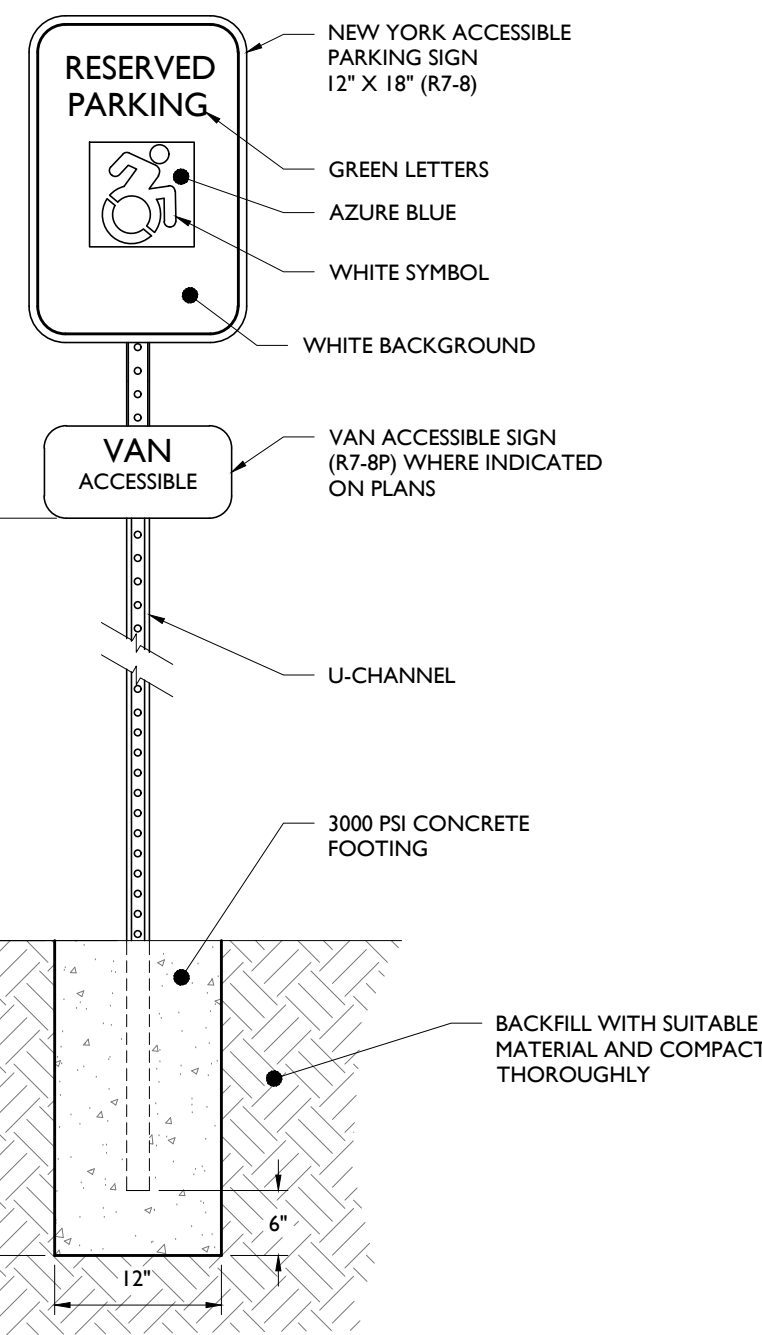 RESERVED
PARKING
NEW YORK ACCESSIBLE
PARKING SIGN
12" X 18" (R7-8)
GREEN LETTERS
AZURE BLUE
WHITE SYMBOL
WHITE BACKGROUND
VAN
ACCESSIBLE
VAN ACCESSIBLE SIGN
(R7-8P) WHERE INDICATED
ON PLANS
U-CHANNEL
3000 PSI CONCRETE
FOOTING
BACKFILL WITH SUITABLE
MATERIAL AND COMPACT
THOROUGHLY
6"
12"